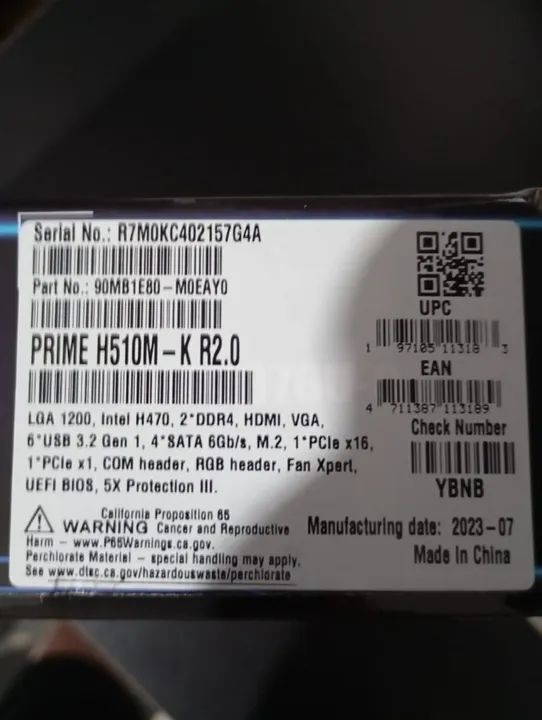 Serial No.: R7M0KC402157G4A
Part No.: 90MB1E80-M0EAY0
PRIME H510M-K R2.0
LGA 1200, Intel H470, 2*DDR4, HDMI, VGA,
6*USB 3.2 Gen 1, 4*SATA 6Gb/s, M.2, 1*PCIe x16,
1*PCIe x1, COM header, RGB header, Fan Xpert,
UEFI BIOS, 5X Protection III.
California Proposition 65
WARNING Cancer and Reproductive
Harm - www.P65Warnings.ca.gov.
Perchlorate Material - special handling may apply.
See www.dtsc.ca.gov/hazardouswaste/perchlorate
UPC
1 97105 11318 3
EAN
4 711387 113189
Check Number
YBNB
Manufacturing date: 2023-07
Made In China